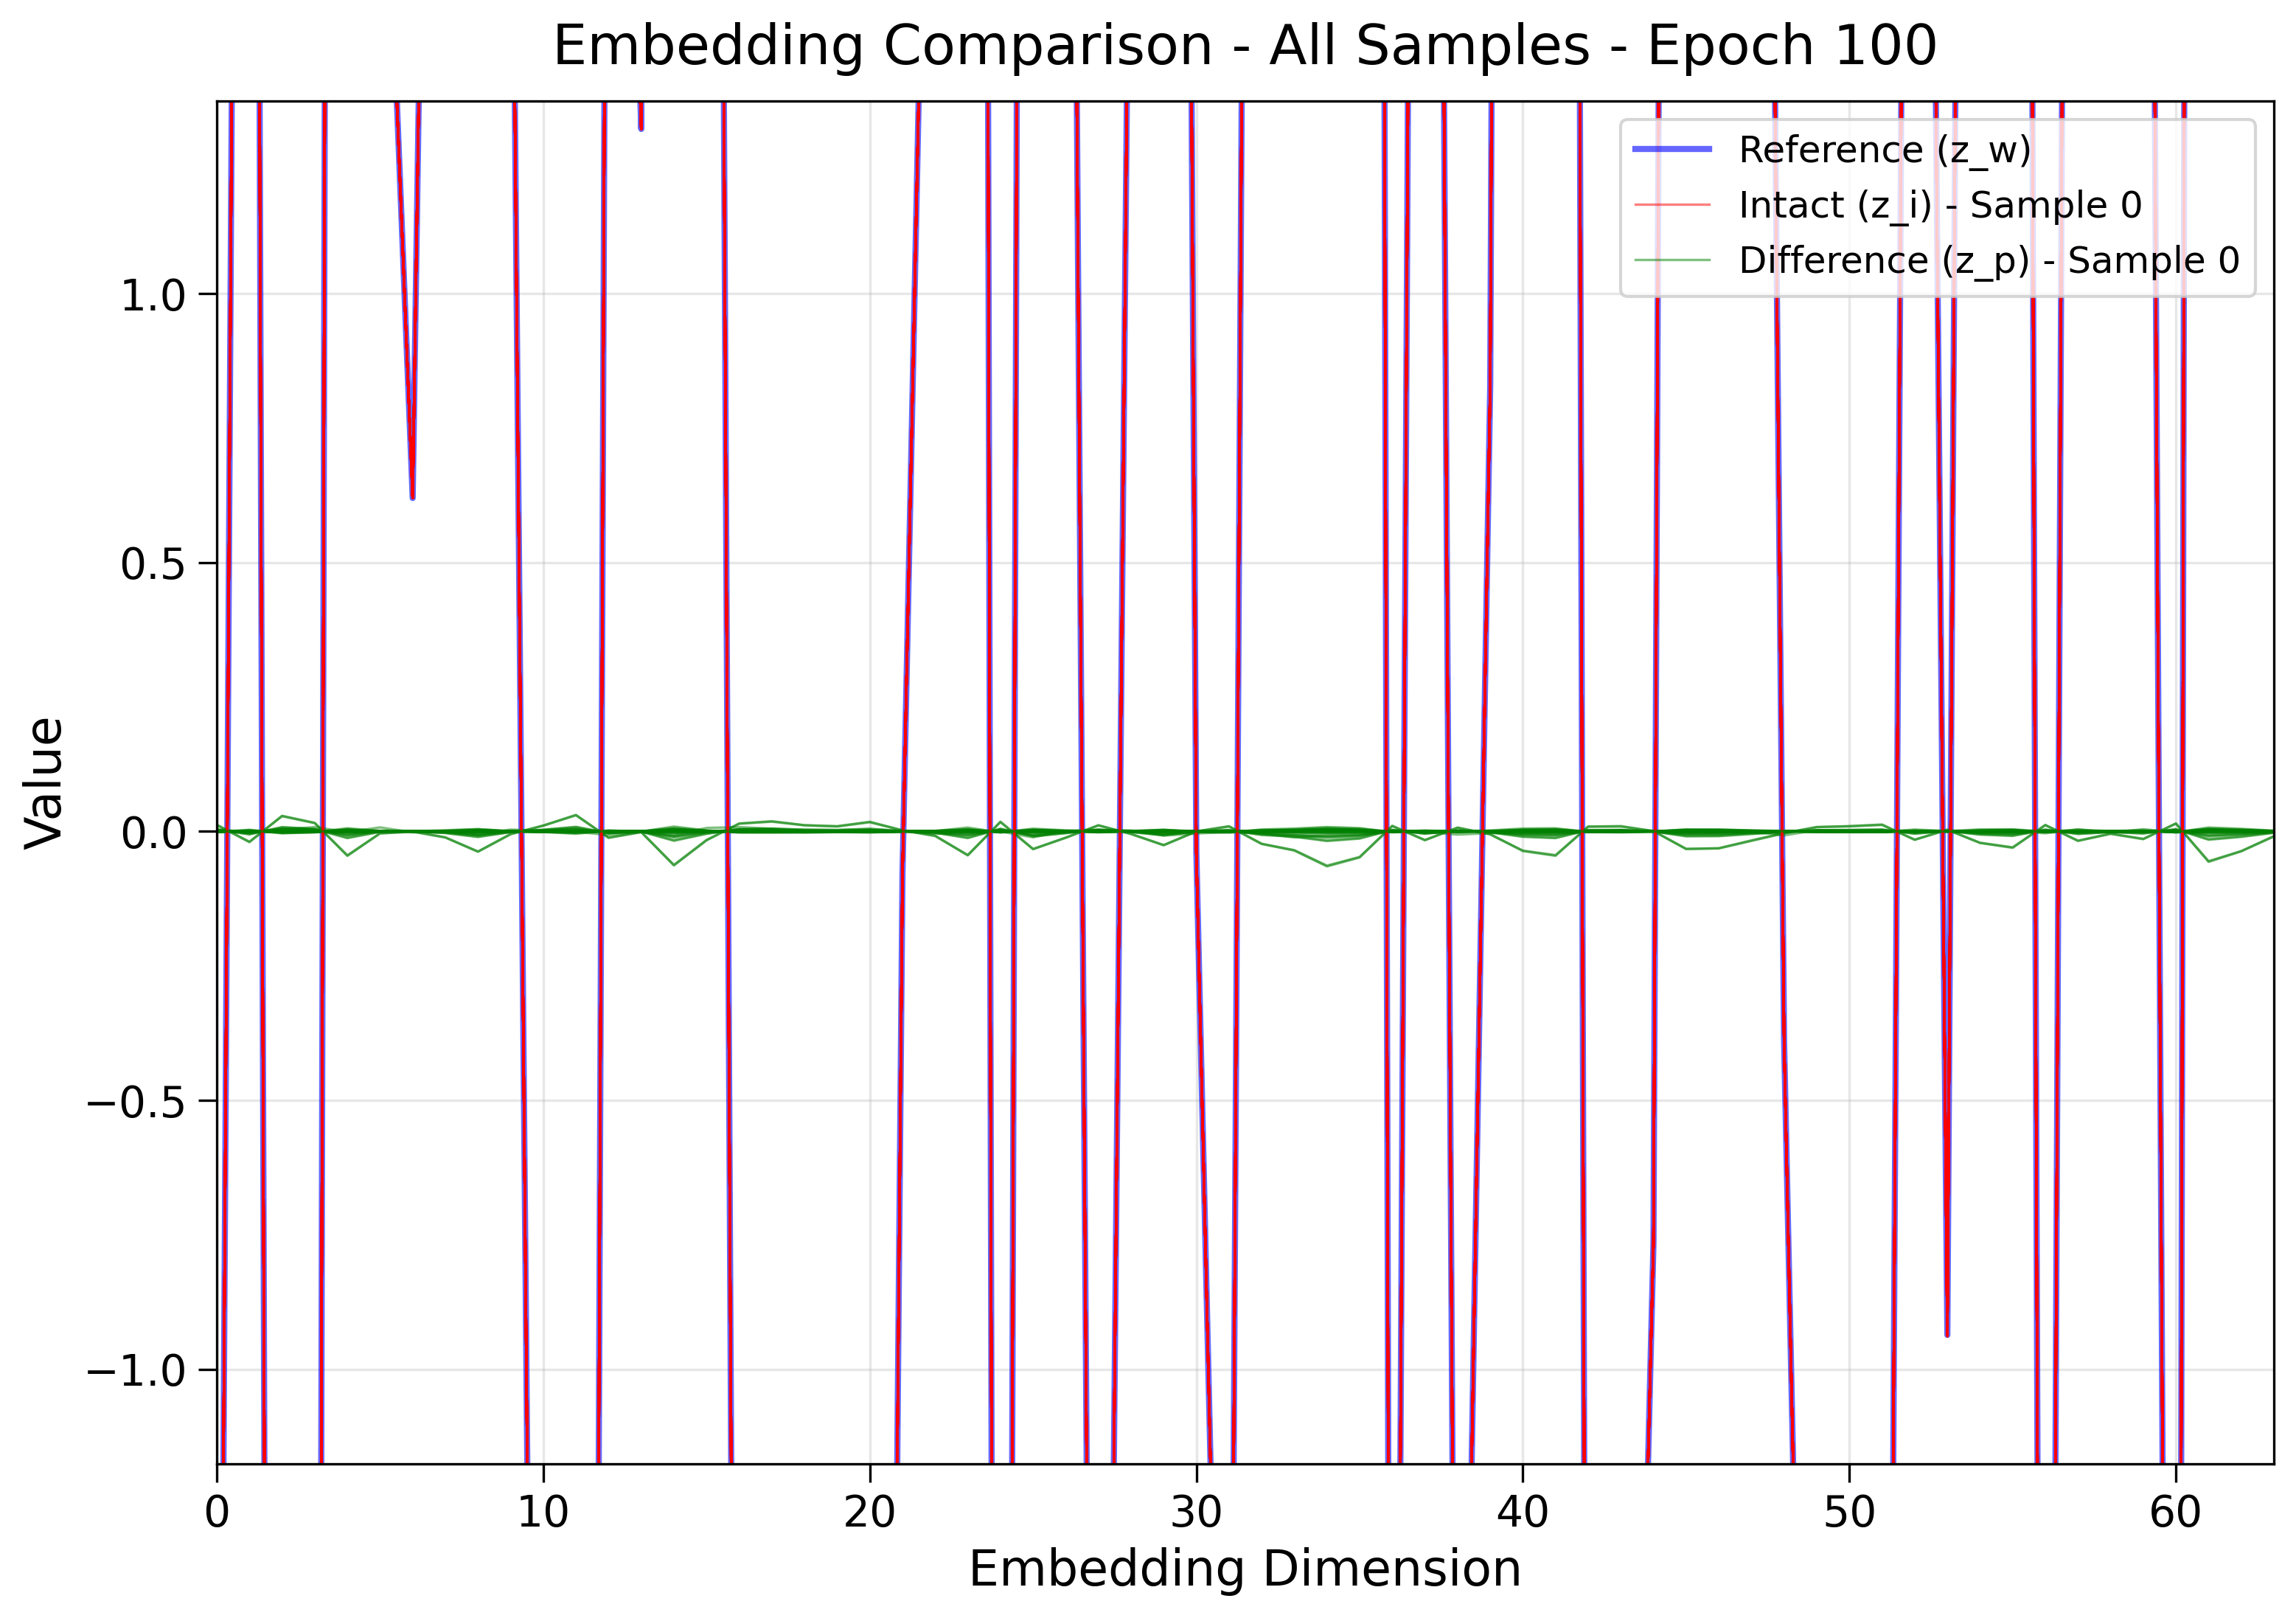 Embedding Comparison - All Samples - Epoch 100
Reference (z_w)
Intact (z_i) - Sample 0
Difference (z_p) - Sample 0
1.0
0.5
0.0
−0.5
−1.0
Value
0 10 20 30 40 50 60
Embedding Dimension